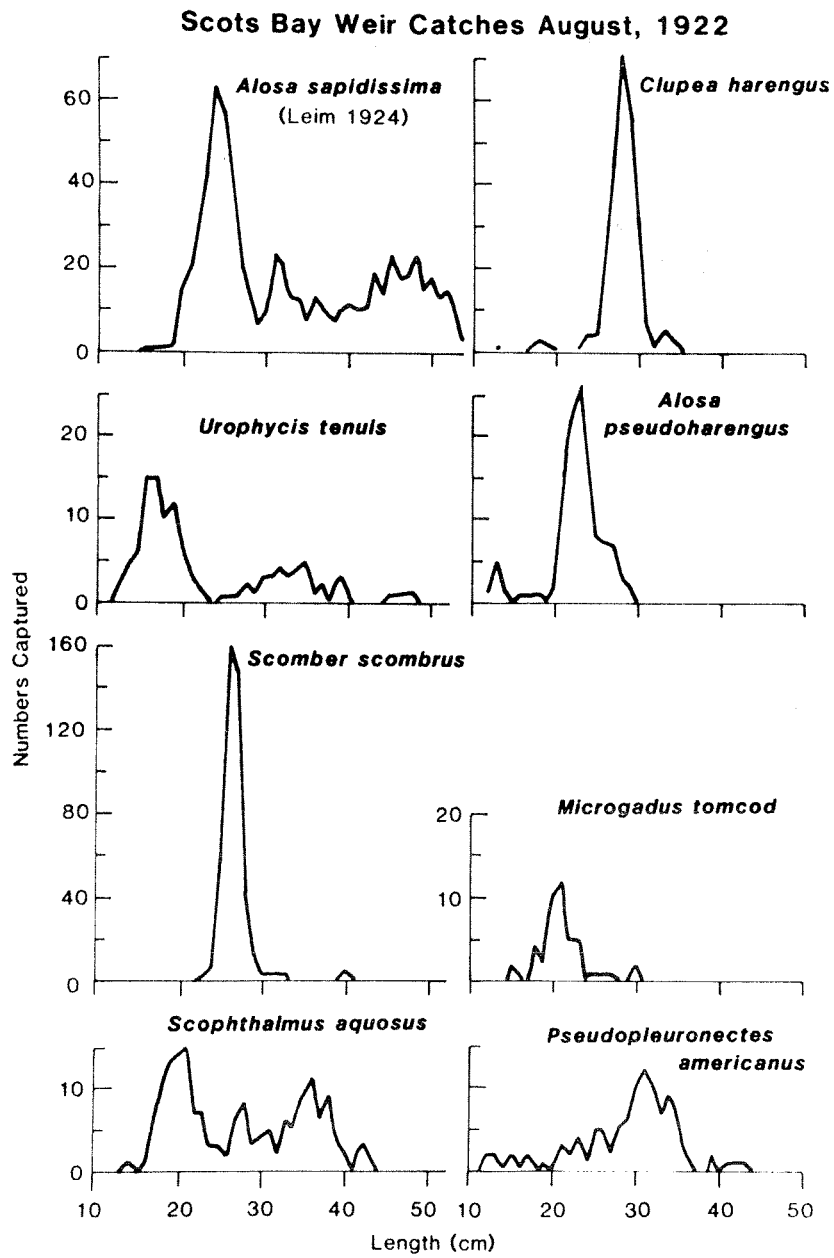 Scots Bay Weir Catches August, 1922
Alosa sapidissima
(Leim 1924)
60
40
20
0
Clupea harengus
Urophycis tenuis
20
10
0
Alosa
pseudoharengus
Numbers Captured
Scomber scombrus
160
120
80
40
0
Microgadus tomcod
20
10
Scophthalmus aquosus
10
0
Pseudopleuronectes
americanus
10 20 30 40 50 10 20 30 40 50
Length (cm)